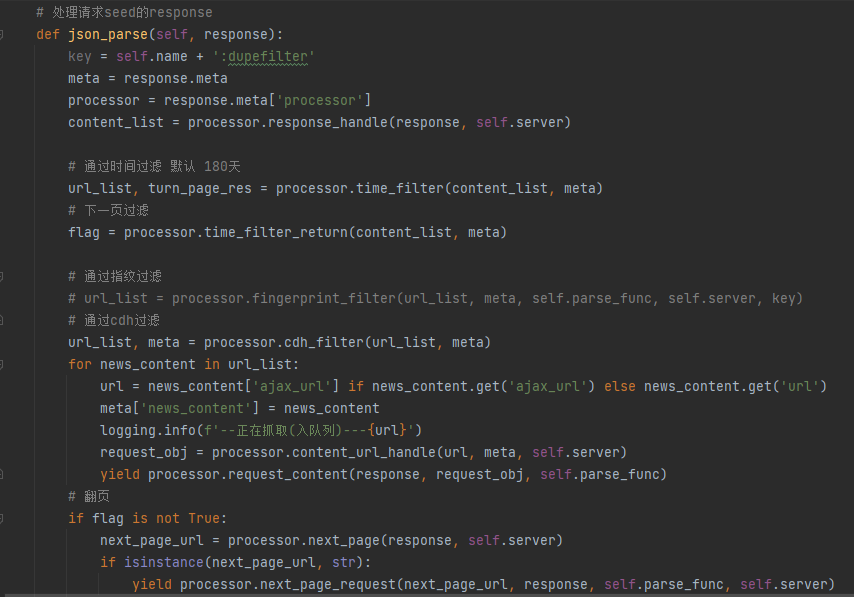 # 处理请求seed的response
def json_parse(self, response):
    key = self.name + ':dupefilter'
    meta = response.meta
    processor = response.meta['processor']
    content_list = processor.response_handle(response, self.server)

    # 通过时间过滤 默认 180天
    url_list, turn_page_res = processor.time_filter(content_list, meta)
    # 下一页过滤
    flag = processor.time_filter_return(content_list, meta)

    # 通过指纹过滤
    # url_list = processor.fingerprint_filter(url_list, meta, self.parse_func, self.server, key)
    # 通过cdh过滤
    url_list, meta = processor.cdh_filter(url_list, meta)
    for news_content in url_list:
        url = news_content['ajax_url'] if news_content.get('ajax_url') else news_content.get('url')
        meta['news_content'] = news_content
        logging.info(f'--正在抓取(入队列)---{url}')
        request_obj = processor.content_url_handle(url, meta, self.server)
        yield processor.request_content(response, request_obj, self.parse_func)
    # 翻页
    if flag is not True:
        next_page_url = processor.next_page(response, self.server)
        if isinstance(next_page_url, str):
            yield processor.next_page_request(next_page_url, response, self.parse_func, self.server)